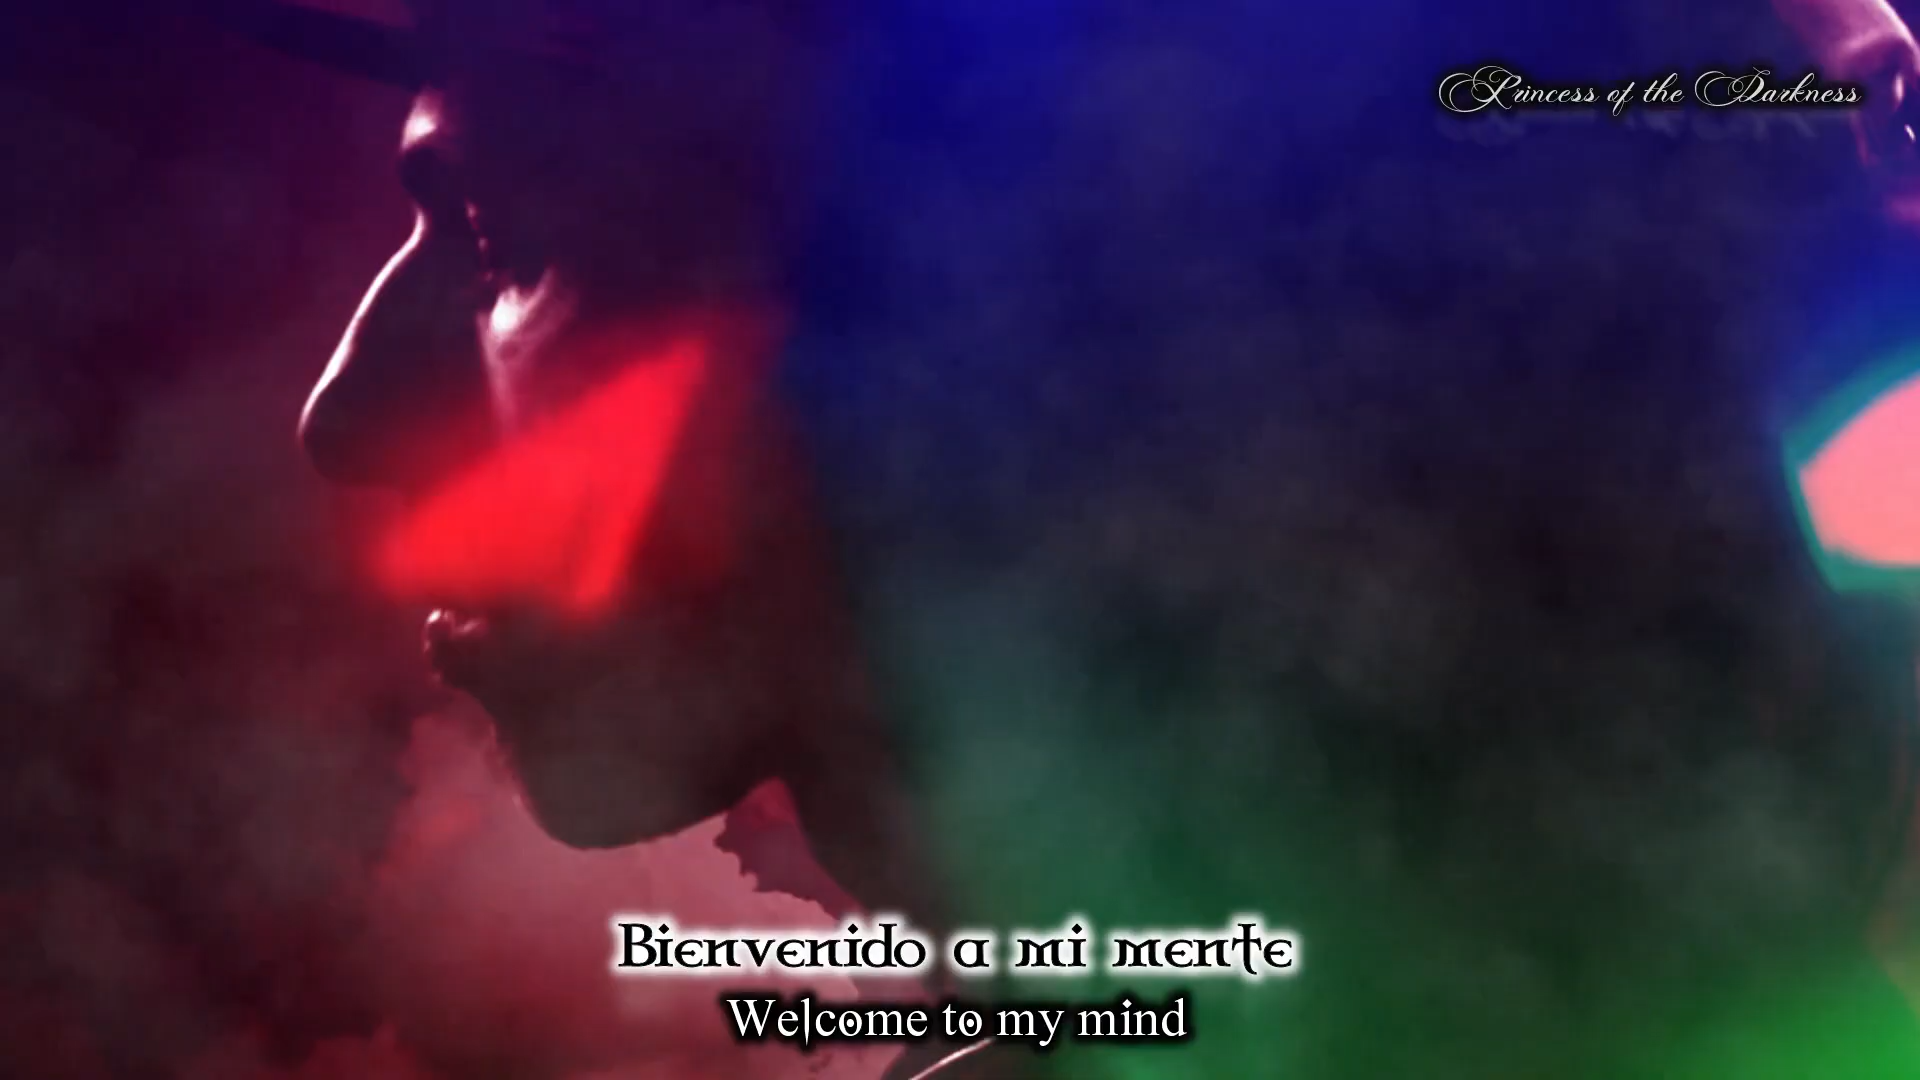 Princess of the Darkness
Bienvenido a mi mente
Welcome to my mind